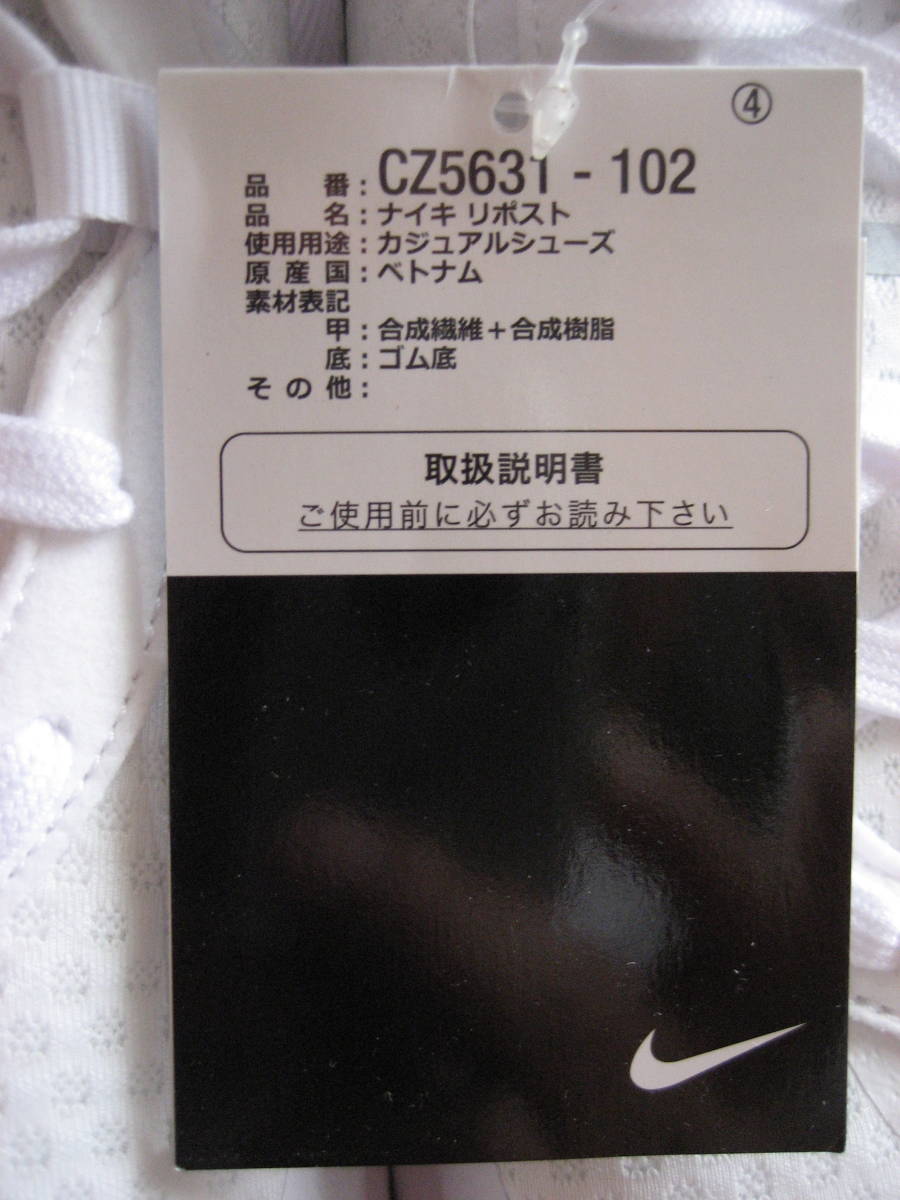 ④
品番：CZ5631 - 102
品名：ナイキ リポスト
使用用途：カジュアルシューズ
原産国：ベトナム
素材表記
甲：合成繊維＋合成樹脂
底：ゴム底
その他：
取扱説明書
ご使用前に必ずお読み下さい